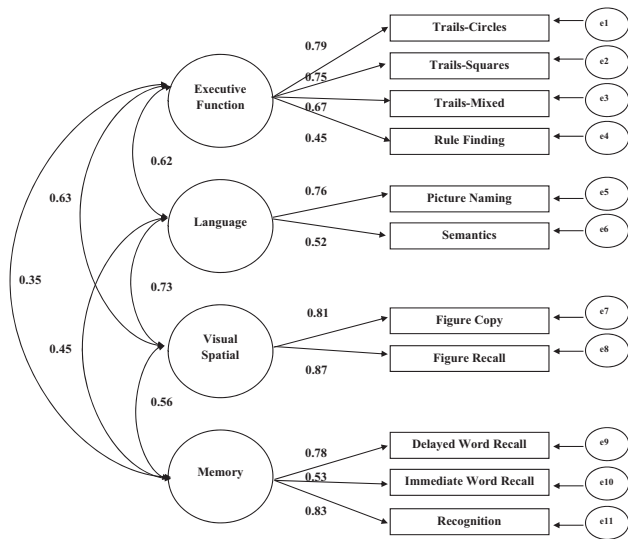 Trails-Circles
e1
0.79
Trails-Squares
e2
0.75
Executive
Function
Trails-Mixed
e3
0.67
Rule Finding
e4
0.45
0.62
0.63
0.76
Picture Naming
e5
Language
Semantics
e6
0.52
0.35
0.73
0.81
Figure Copy
e7
Visual
Spatial
0.45
Figure Recall
e8
0.87
0.56
Delayed Word Recall
e9
0.78
Memory
0.53
Immediate Word Recall
e10
0.83
Recognition
e11